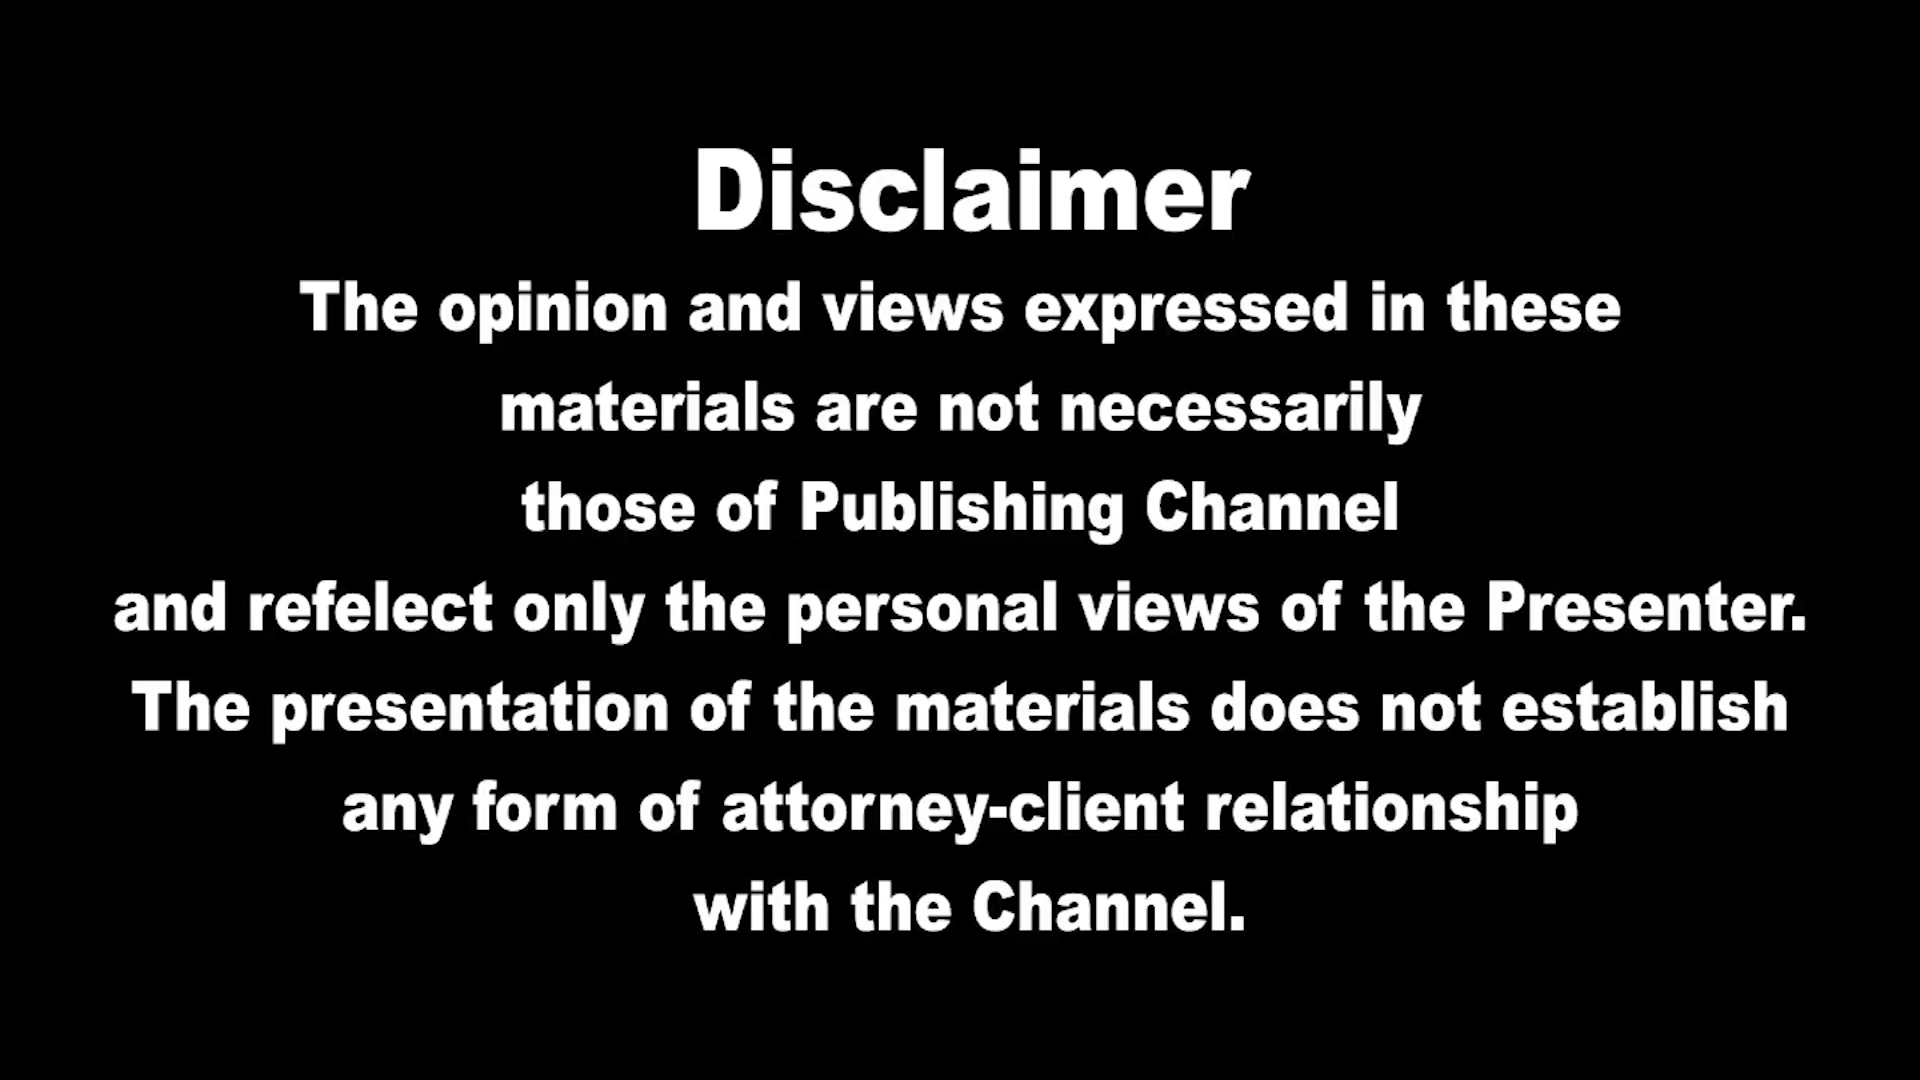 Disclaimer
The opinion and views expressed in these
materials are not necessarily
those of Publishing Channel
and refelect only the personal views of the Presenter.
The presentation of the materials does not establish
any form of attorney-client relationship
with the Channel.